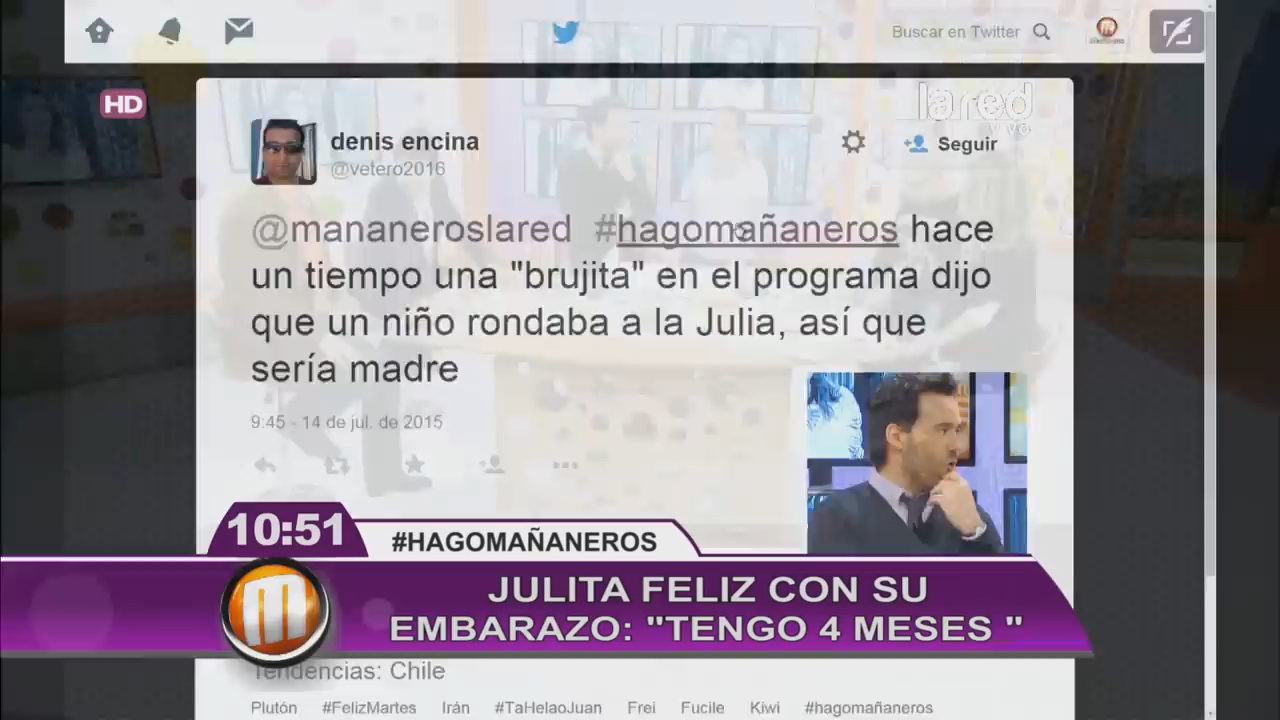 Buscar en Twitter
HD
lared
vivo
denis encina
@vetero2016
Seguir
@mananeroslared #hagomañaneros hace
un tiempo una "brujita" en el programa dijo
que un niño rondaba a la Julia, así que
sería madre
9:45 - 14 de jul. de 2015
10:51
#HAGOMAÑANEROS
JULITA FELIZ CON SU
EMBARAZO: "TENGO 4 MESES "
Tendencias: Chile
Plutón #FelizMartes Irán #TaHelaoJuan Frei Fucile Kiwi #hagomañaneros